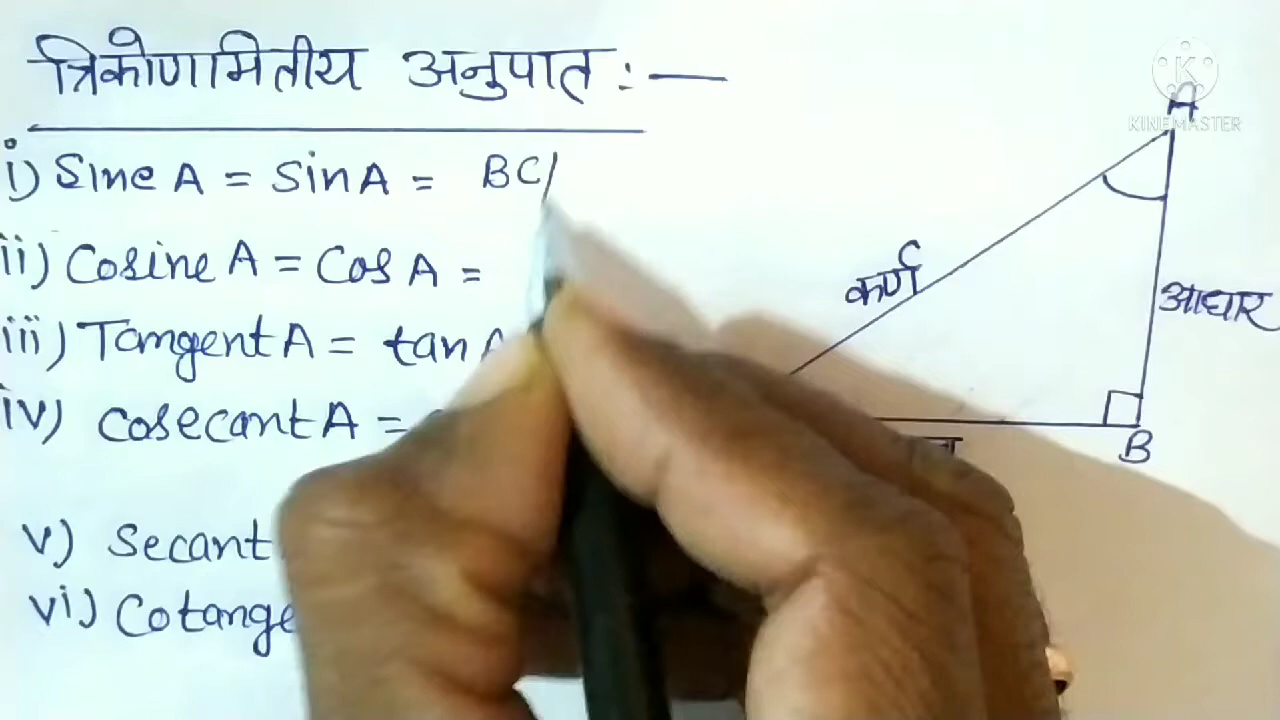 त्रिकोणमितीय अनुपात :—
i) Sine A = Sin A = BC/
ii) Cosine A = Cos A =
iii) Tangent A = tan A
iv) Cosecant A =
v) Secant
vi) Cotange
A
KINEMASTER
कर्ण
आधार
B